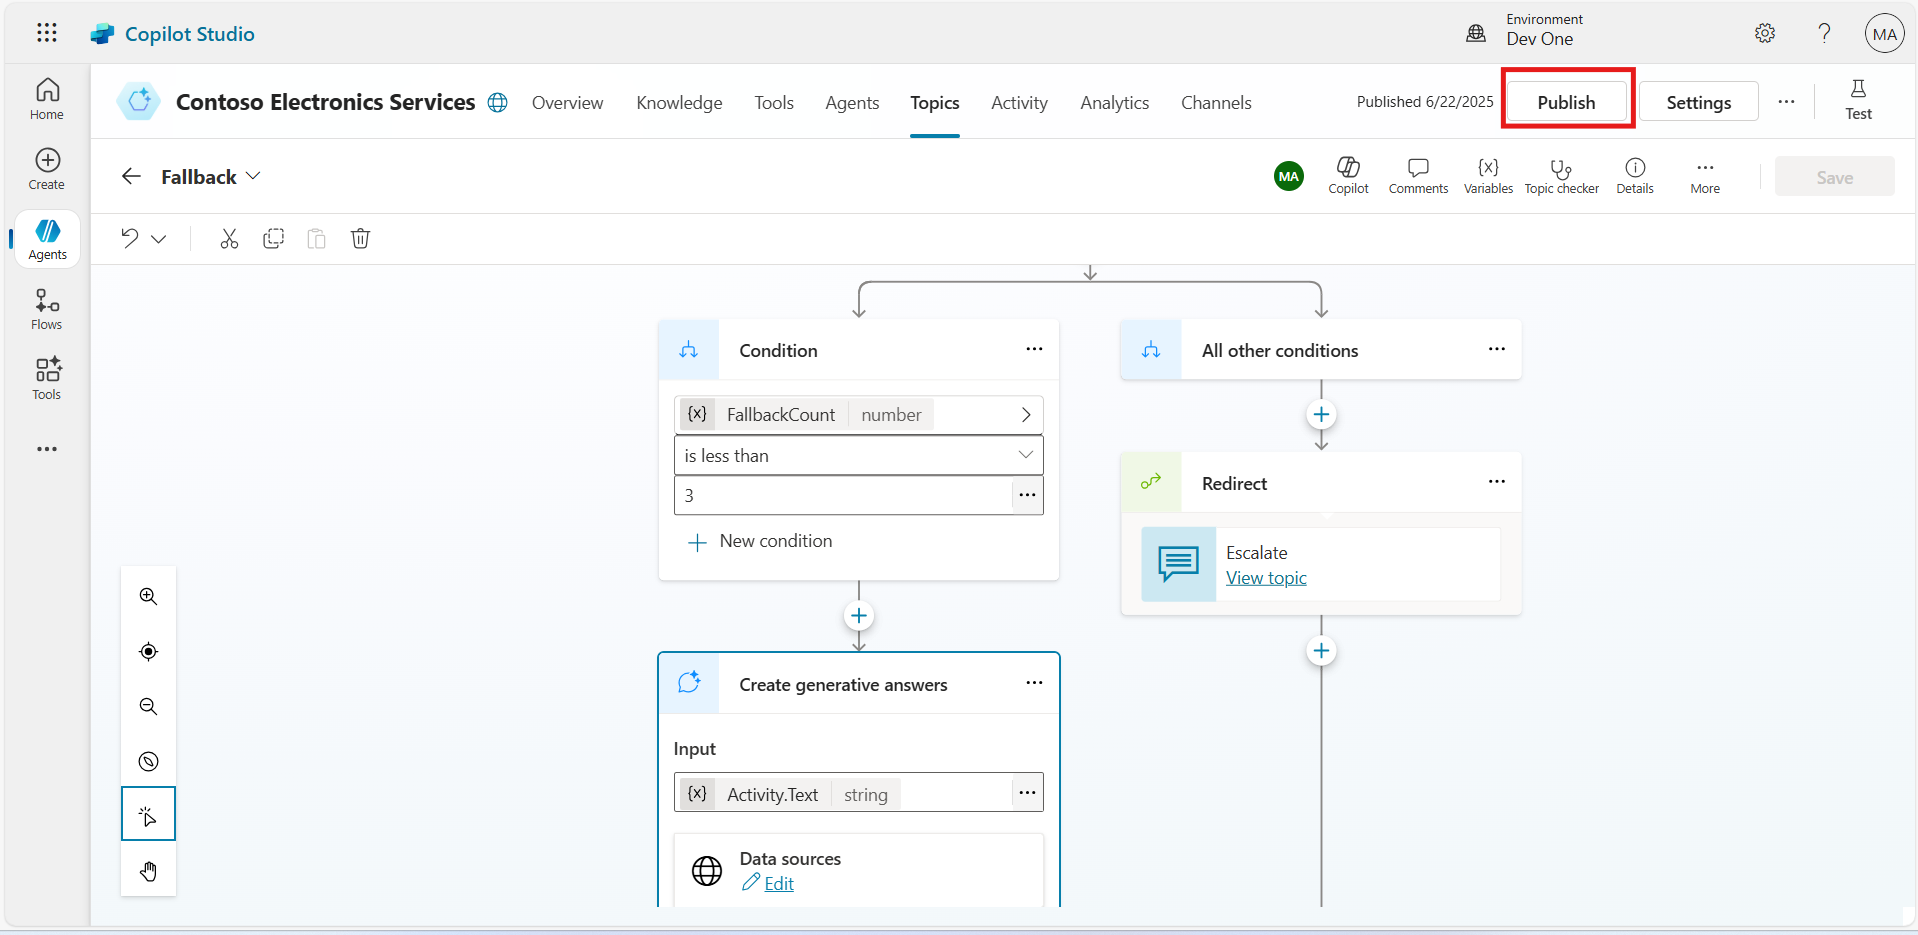 Copilot Studio
Environment
Dev One
?
MA
Home
Create
Agents
Flows
Tools
Contoso Electronics Services
Overview
Knowledge
Tools
Agents
Topics
Activity
Analytics
Channels
Published 6/22/2025
Publish
Settings
Test
Fallback
MA
Copilot
Comments
{x}
Variables
Topic checker
Details
More
Save
Condition
{x} FallbackCount number
is less than
3
New condition
Create generative answers
Input
{x} Activity.Text string
Data sources
Edit
All other conditions
Redirect
Escalate
View topic